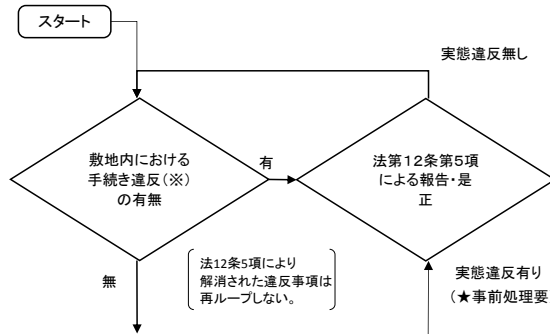 スタート
実態違反無し
敷地内における
手続き違反(※)
の有無
有
法第12条第5項
による報告・是
正
無
法12条5項により
解消された違反事項は
再ループしない。
実態違反有り
(★事前処理要